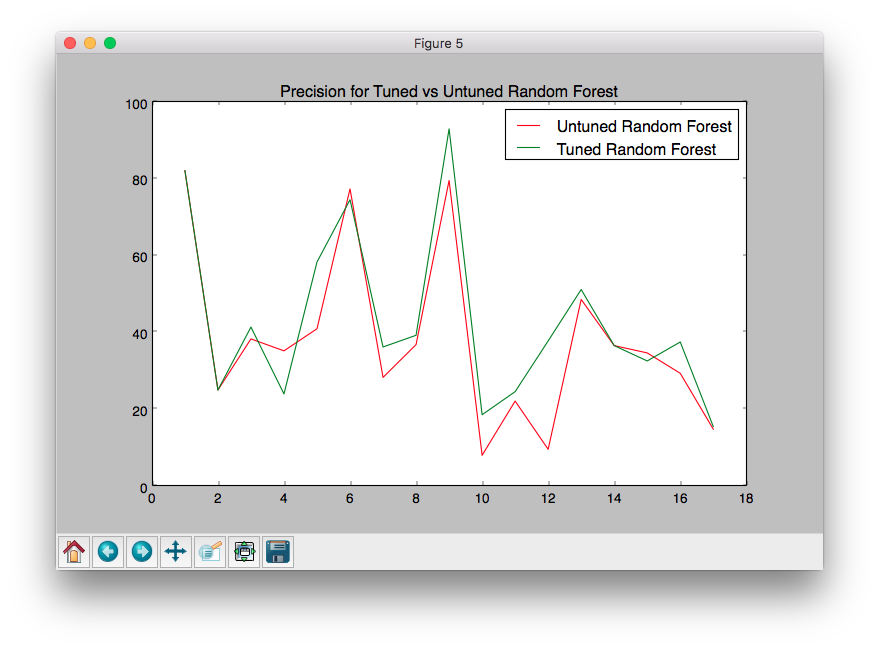 Figure 5
Precision for Tuned vs Untuned Random Forest
Untuned Random Forest
Tuned Random Forest
100
80
60
40
20
0
0 2 4 6 8 10 12 14 16 18